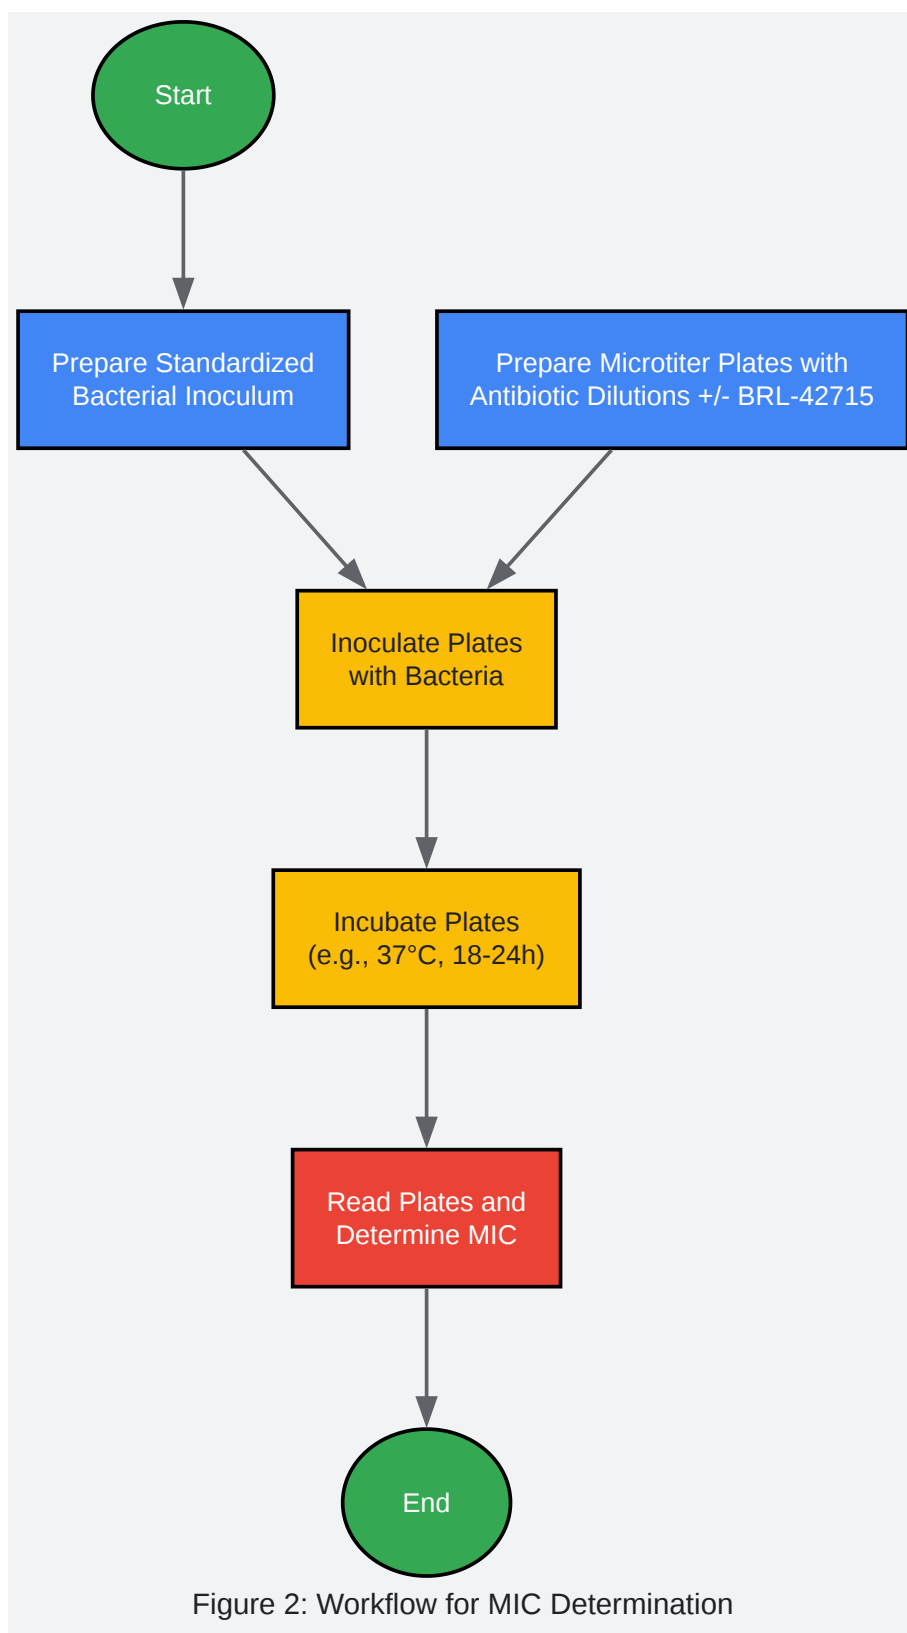 Start
Prepare Standardized
Bacterial Inoculum
Prepare Microtiter Plates with
Antibiotic Dilutions +/- BRL-42715
Inoculate Plates
with Bacteria
Incubate Plates
(e.g., 37°C, 18-24h)
Read Plates and
Determine MIC
End
Figure 2: Workflow for MIC Determination